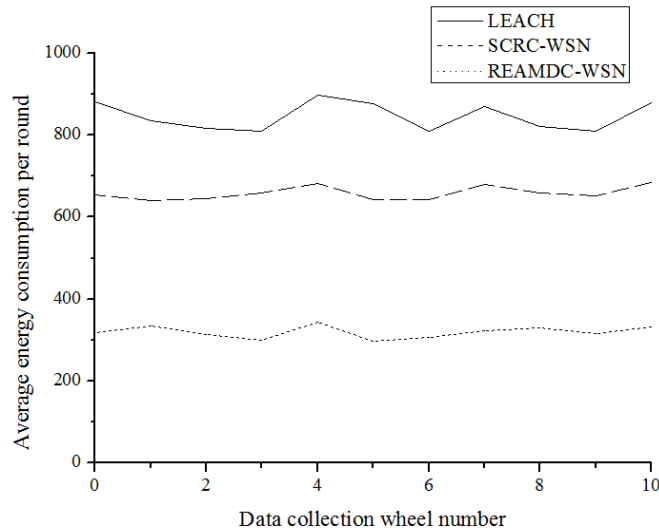 LEACH
SCRC-WSN
REAMDC-WSN
1000
800
600
400
200
0
Average energy consumption per round
0 2 4 6 8 10
Data collection wheel number